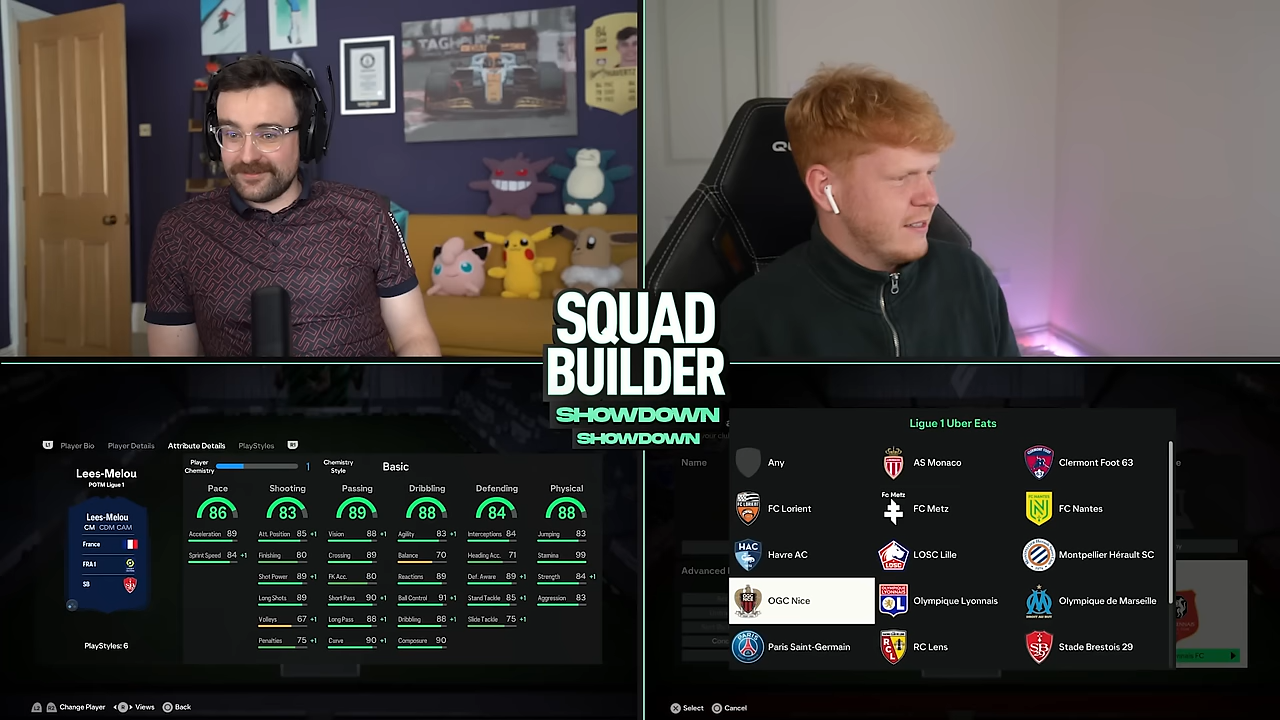 TAGHEUER
84
QU
SQUAD
BUILDER
SHOWDOWN
SHOWDOWN
L1 Player Bio Player Details Attribute Details PlayStyles R1
Lees-Melou
POTM Ligue 1
Lees-Melou
CM CDM CAM
France
FRA 1
SB
PlayStyles: 6
Player Chemistry 1 Chemistry Style Basic
Pace Shooting Passing Dribbling Defending Physical
86 83 89 88 84 88
Acceleration 89 Att. Position 85 +1 Vision 88 +1 Agility 83 +1 Interceptions 84 Jumping 83
Sprint Speed 84 +1 Finishing 80 Crossing 89 Balance 70 Heading Acc. 71 Stamina 99
Shot Power 89 +1 FK Acc. 80 Reactions 89 Def. Aware 89 +1 Strength 84 +1
Long Shots 89 Short Pass 90 +1 Ball Control 91 +1 Stand Tackle 85 +1 Aggression 83
Volleys 67 +1 Long Pass 88 +1 Dribbling 88 +1 Slide Tackle 75 +1
Penalties 75 +1 Curve 90 +1 Composure 90
Change Player Views Back
Ligue 1 Uber Eats
Name
Advanced
Any AS Monaco Clermont Foot 63
FC Lorient FC Metz FC Nantes
Havre AC LOSC Lille Montpellier Hérault SC
OGC Nice Olympique Lyonnais Olympique de Marseille
Paris Saint-Germain RC Lens Stade Brestois 29
Select Cancel